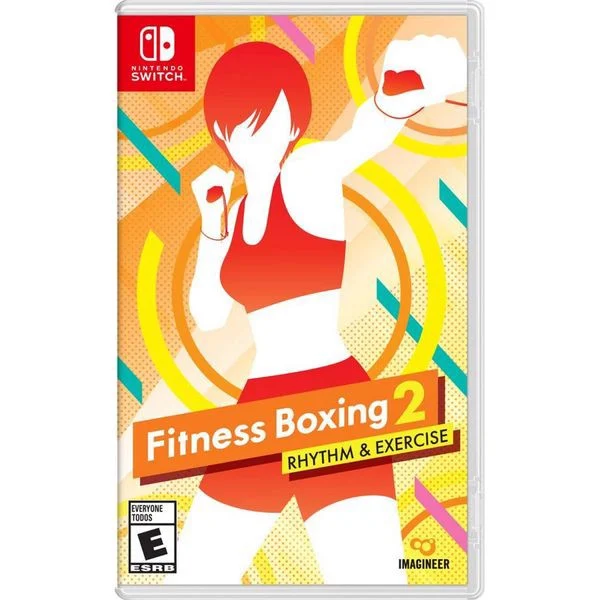 NINTENDO
SWITCH
Fitness Boxing 2
RHYTHM & EXERCISE
EVERYONE
TODOS
E
ESRB
IMAGINEER